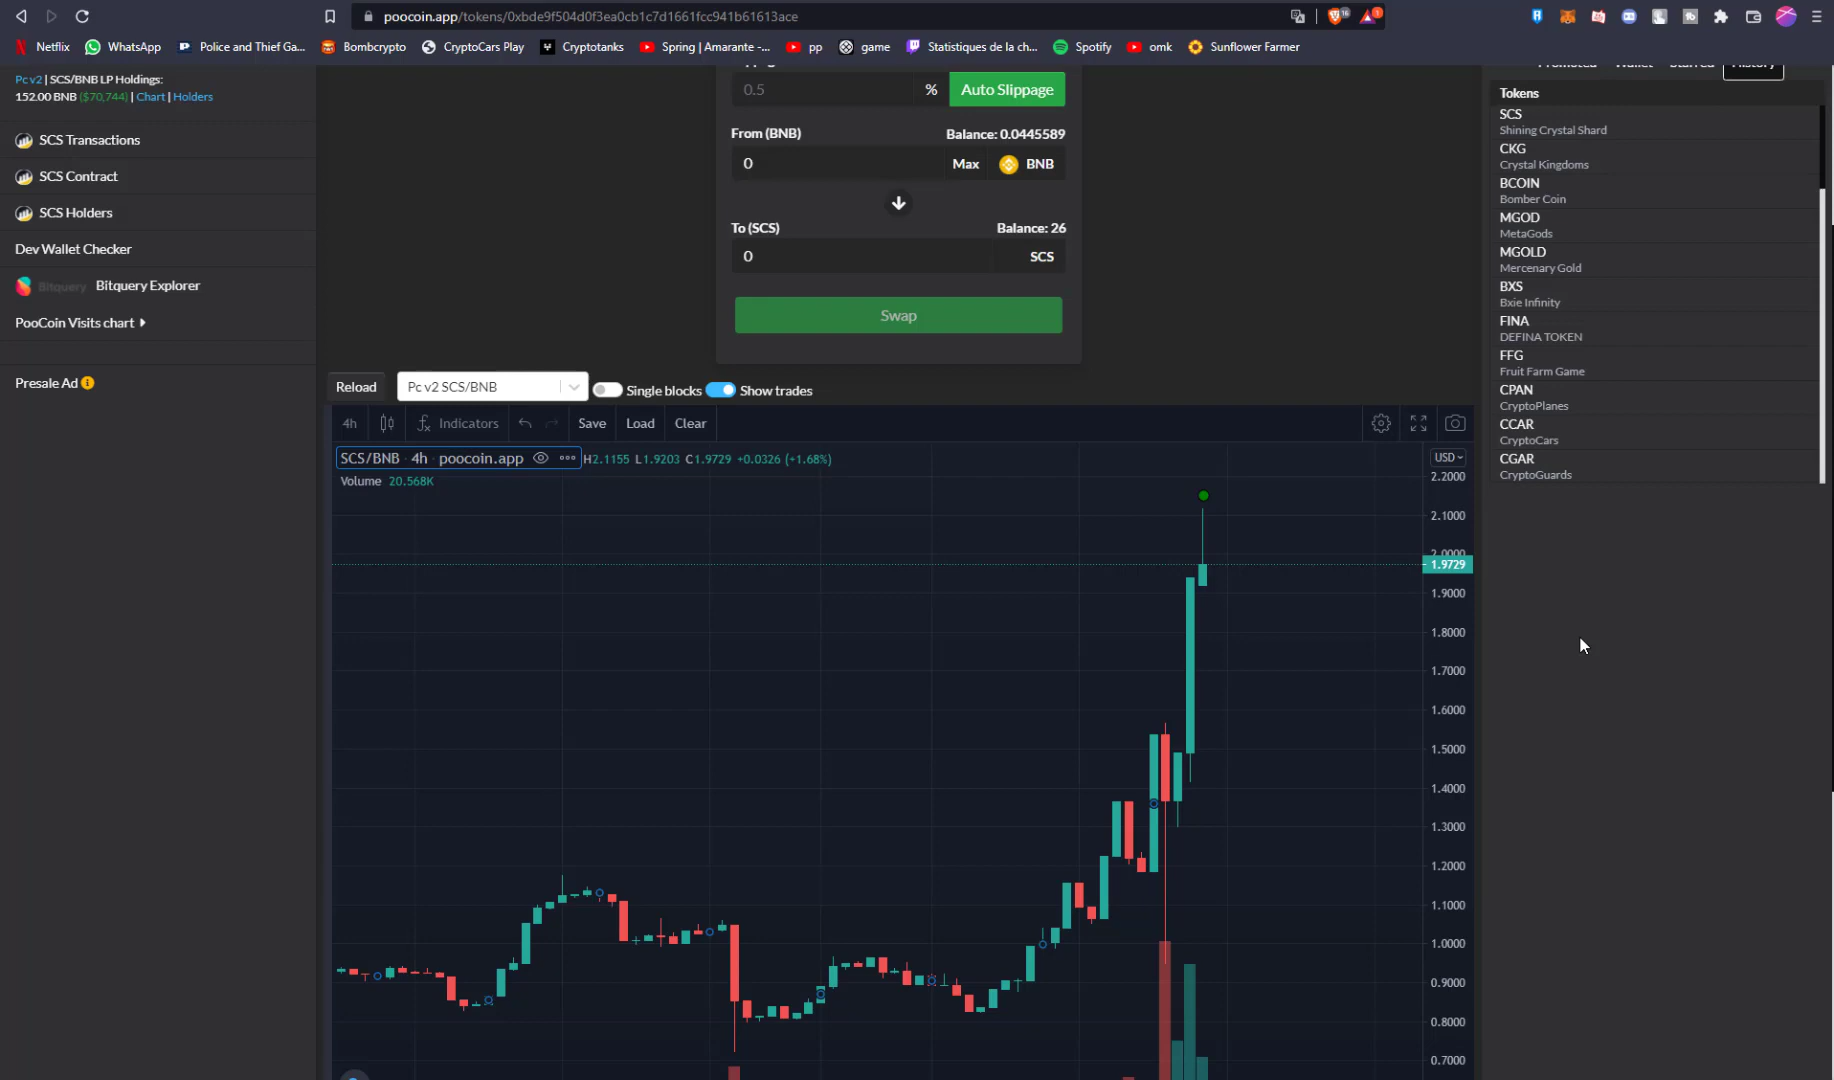 poocoin.app/tokens/0xbde9f504d0f3ea0cb1c7d1661fcc941b61613ace
Netflix WhatsApp Police and Thief Ga... Bombcrypto CryptoCars Play Cryptotanks Spring | Amarante -... pp game Statistiques de la ch... Spotify omk Sunflower Farmer
Pc v2 | SCS/BNB LP Holdings:
152.00 BNB ($70,744) | Chart | Holders
SCS Transactions
SCS Contract
SCS Holders
Dev Wallet Checker
Bitquery Bitquery Explorer
PooCoin Visits chart
Presale Ad
0.5 % Auto Slippage
From (BNB) Balance: 0.0445589
0 Max BNB
To (SCS) Balance: 26
0 SCS
Swap
Reload Pc v2 SCS/BNB Single blocks Show trades
4h Indicators Save Load Clear
SCS/BNB · 4h · poocoin.app H2.1155 L1.9203 C1.9729 +0.0326 (+1.68%)
Volume 20.568K
USD
2.2000
2.1000
2.0000
1.9729
1.9000
1.8000
1.7000
1.6000
1.5000
1.4000
1.3000
1.2000
1.1000
1.0000
0.9000
0.8000
0.7000
Tokens
SCS
Shining Crystal Shard
CKG
Crystal Kingdoms
BCOIN
Bomber Coin
MGOD
MetaGods
MGOLD
Mercenary Gold
BXS
Bxie Infinity
FINA
DEFINA TOKEN
FFG
Fruit Farm Game
CPAN
CryptoPlanes
CCAR
CryptoCars
CGAR
CryptoGuards